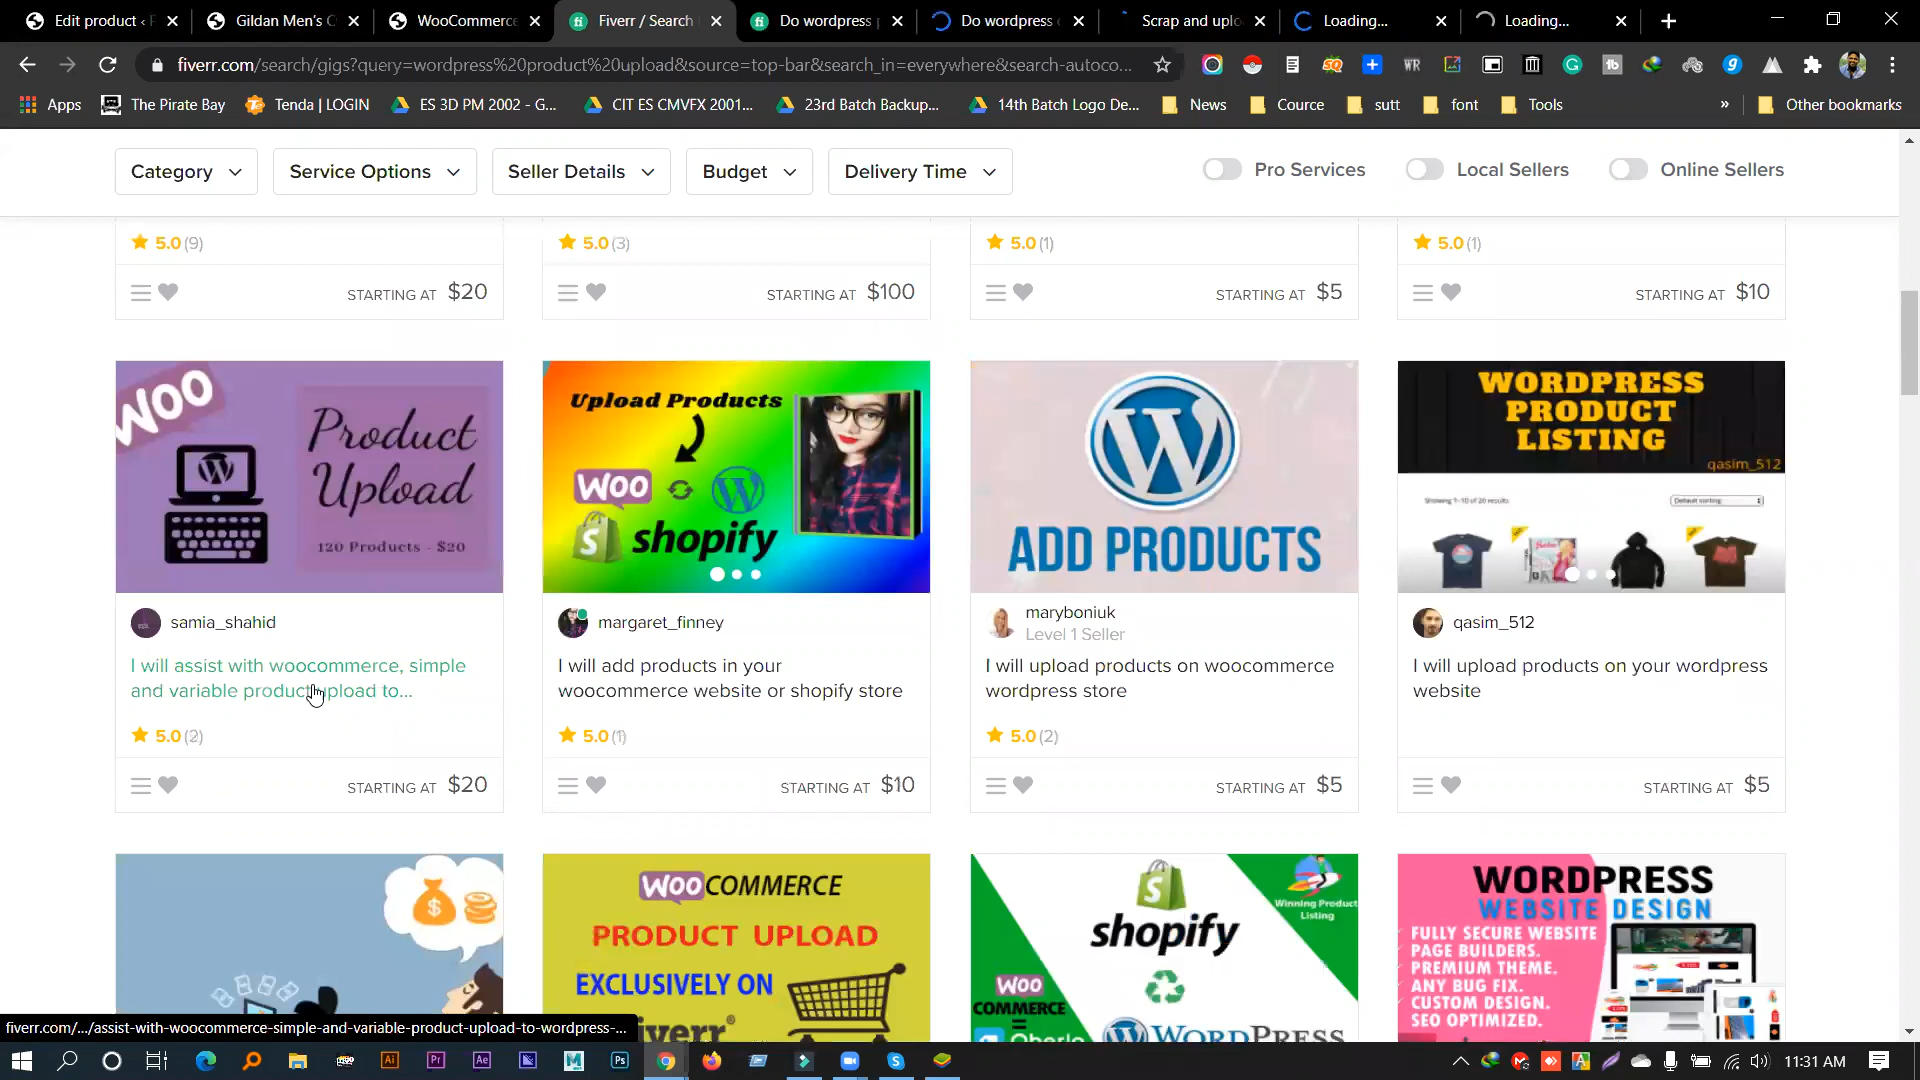 Edit product ‹ F
Gildan Men's C
WooCommerce
Fiverr / Search
Do wordpress p
Do wordpress c
Scrap and uplo
Loading...
Loading...
fiverr.com/search/gigs?query=wordpress%20product%20upload&source=top-bar&search_in=everywhere&search-autoco...
Apps
The Pirate Bay
Tenda | LOGIN
ES 3D PM 2002 - G...
CIT ES CMVFX 2001...
23rd Batch Backup...
14th Batch Logo De...
News
Cource
sutt
font
Tools
»
Other bookmarks
Category
Service Options
Seller Details
Budget
Delivery Time
Pro Services
Local Sellers
Online Sellers
5.0 (9)
5.0 (3)
5.0 (1)
5.0 (1)
STARTING AT $20
STARTING AT $100
STARTING AT $5
STARTING AT $10
WOO
Product
Upload
120 Products - $20
Upload Products
WOO
shopify
ADD PRODUCTS
WORDPRESS
PRODUCT
LISTING
qasim_512
Showing 1–10 of 20 results
Default sorting
samia_shahid
I will assist with woocommerce, simple
and variable product upload to...
5.0 (2)
STARTING AT $20
margaret_finney
I will add products in your
woocommerce website or shopify store
5.0 (1)
STARTING AT $10
maryboniuk
Level 1 Seller
I will upload products on woocommerce
wordpress store
5.0 (2)
STARTING AT $5
qasim_512
I will upload products on your wordpress
website
STARTING AT $5
WOOCOMMERCE
PRODUCT UPLOAD
EXCLUSIVELY ON
fiverr
shopify
Winning Product
Listing
WOO
COMMERCE
Oberlo
WORDPRESS
WORDPRESS
WEBSITE DESIGN
FULLY SECURE WEBSITE
PAGE BUILDERS.
PREMIUM THEME.
ANY BUG FIX.
CUSTOM DESIGN.
SEO OPTIMIZED.
fiverr.com/.../assist-with-woocommerce-simple-and-variable-product-upload-to-wordpress-...
11:31 AM